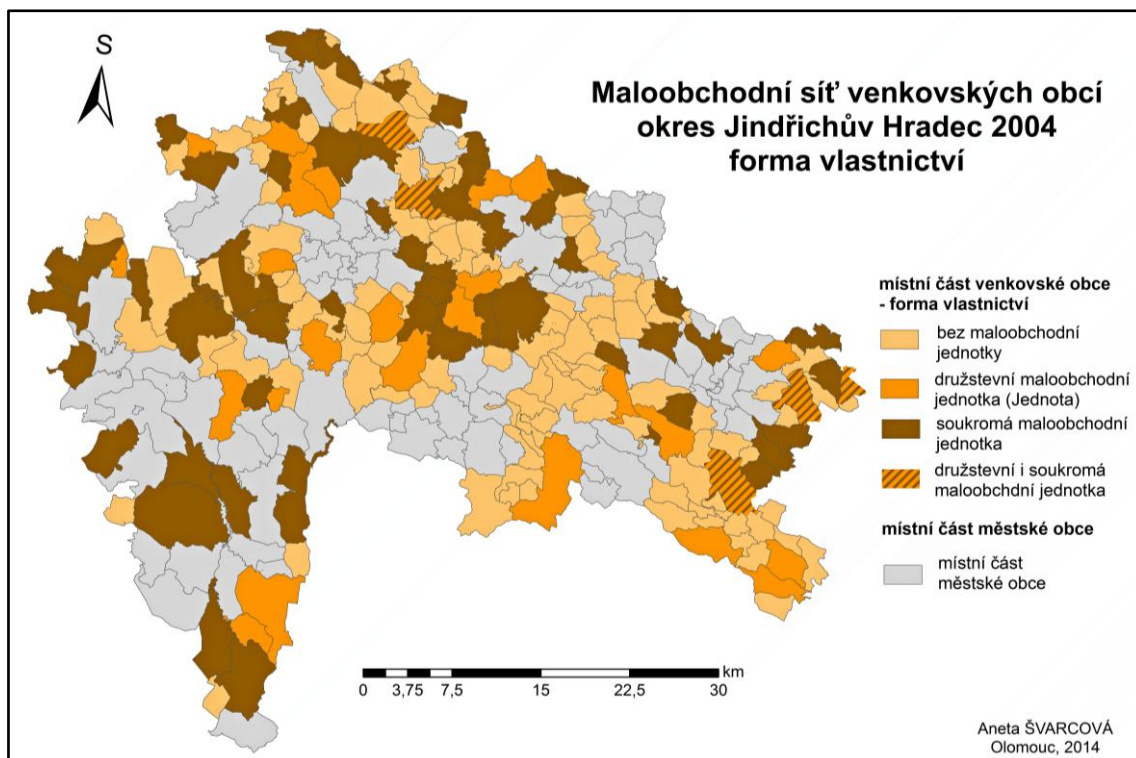 S
Maloobchodní síť venkovských obcí
okres Jindřichův Hradec 2004
forma vlastnictví
místní část venkovské obce
- forma vlastnictví
bez maloobchodní
jednotky
družstevní maloobchodní
jednotka (Jednota)
soukromá maloobchodní
jednotka
družstevní i soukromá
maloobchdní jednotka
místní část městské obce
místní část
městské obce
km
0 3,75 7,5 15 22,5 30
Aneta ŠVARCOVÁ
Olomouc, 2014